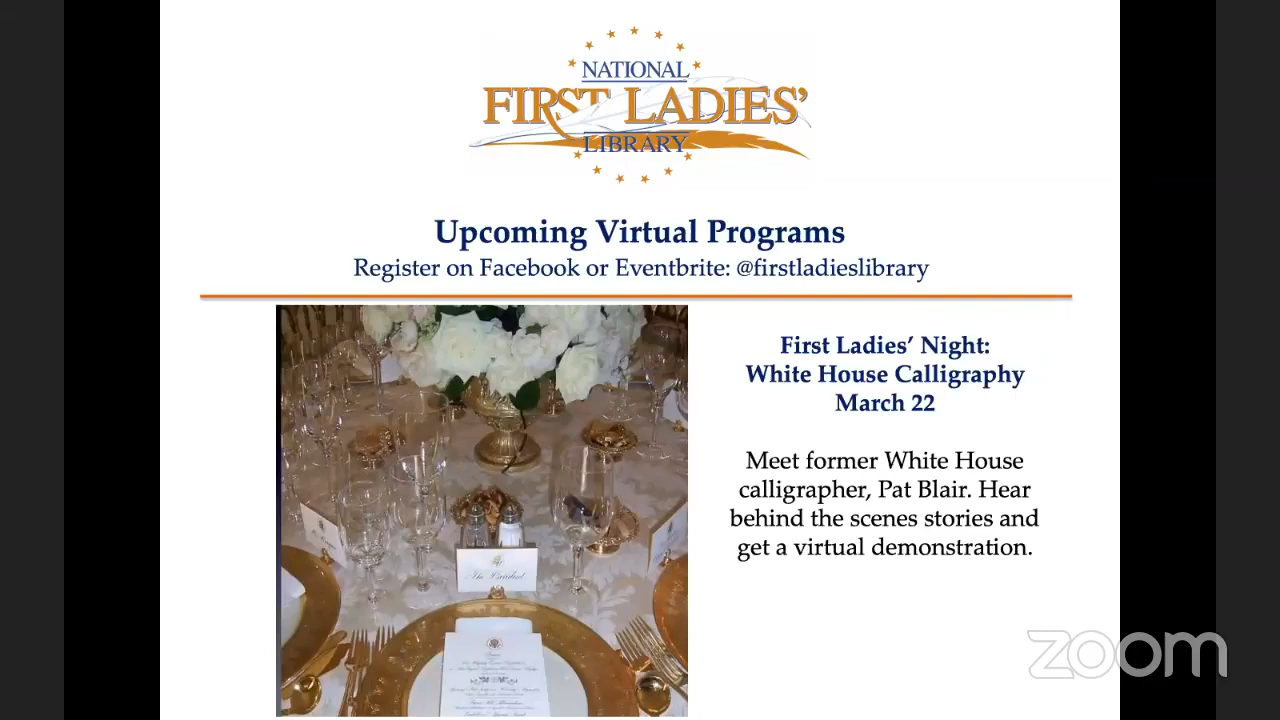 NATIONAL
FIRST LADIES’
LIBRARY
Upcoming Virtual Programs
Register on Facebook or Eventbrite: @firstladieslibrary
First Ladies’ Night:
White House Calligraphy
March 22
Meet former White House
calligrapher, Pat Blair. Hear
behind the scenes stories and
get a virtual demonstration.
The President
zoom